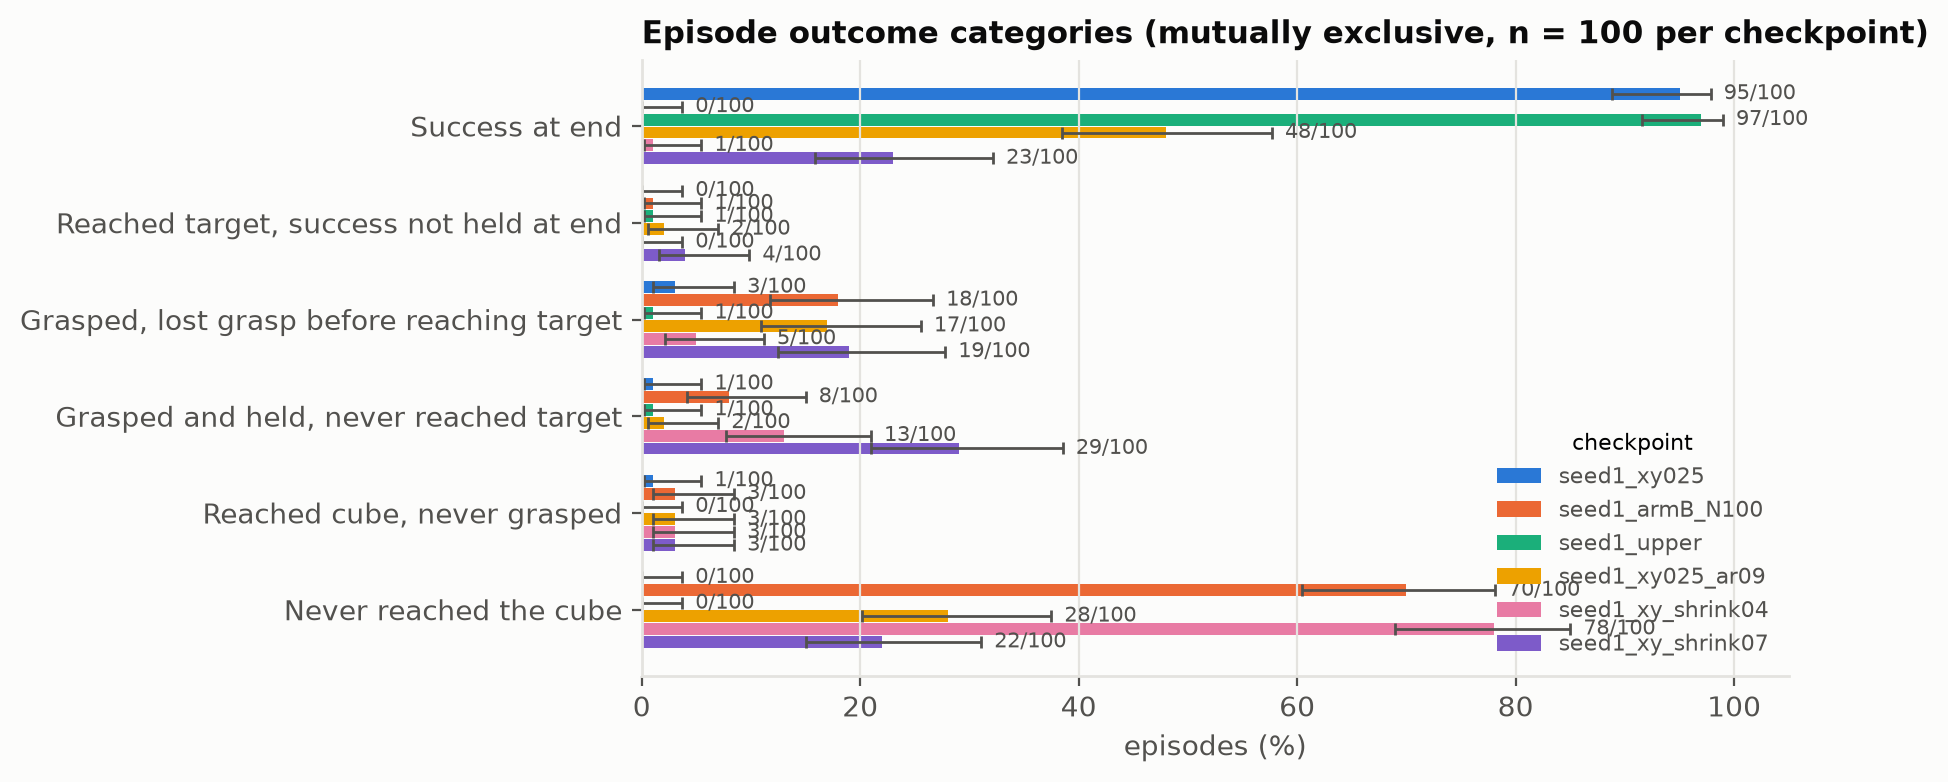 Episode outcome categories (mutually exclusive, n = 100 per checkpoint)
Success at end
95/100
0/100
97/100
48/100
1/100
23/100
Reached target, success not held at end
0/100
1/100
1/100
2/100
0/100
4/100
Grasped, lost grasp before reaching target
3/100
18/100
1/100
17/100
5/100
19/100
Grasped and held, never reached target
1/100
8/100
1/100
2/100
13/100
29/100
Reached cube, never grasped
1/100
3/100
0/100
3/100
3/100
3/100
Never reached the cube
0/100
70/100
0/100
28/100
78/100
22/100
checkpoint
seed1_xy025
seed1_armB_N100
seed1_upper
seed1_xy025_ar09
seed1_xy_shrink04
seed1_xy_shrink07
0 20 40 60 80 100
episodes (%)